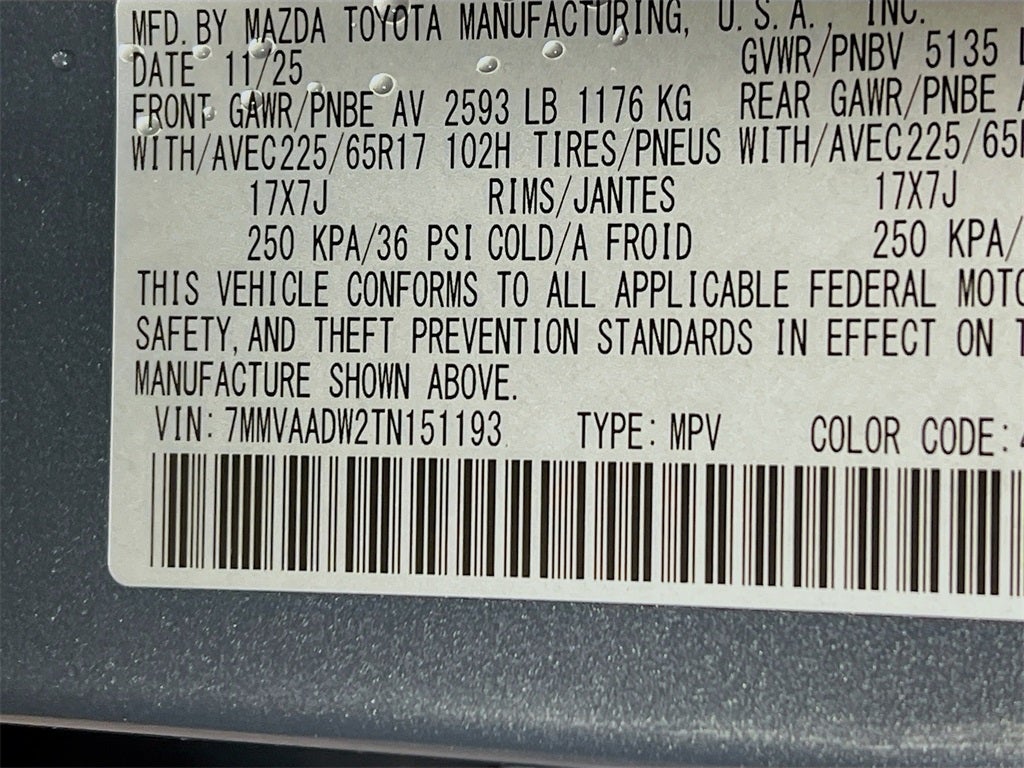 MFD. BY MAZDA TOYOTA MANUFACTURING, U.S.A., INC.
DATE 11/25 GVWR/PNBV 5135
FRONT GAWR/PNBE AV 2593 LB 1176 KG REAR GAWR/PNBE
WITH/AVEC225/65R17 102H TIRES/PNEUS WITH/AVEC225/65
17X7J RIMS/JANTES 17X7J
250 KPA/36 PSI COLD/A FROID 250 KPA/
THIS VEHICLE CONFORMS TO ALL APPLICABLE FEDERAL
SAFETY, AND THEFT PREVENTION STANDARDS IN EFFECT ON
MANUFACTURE SHOWN ABOVE.
VIN: 7MMVAADW2TN151193 TYPE: MPV COLOR CODE: